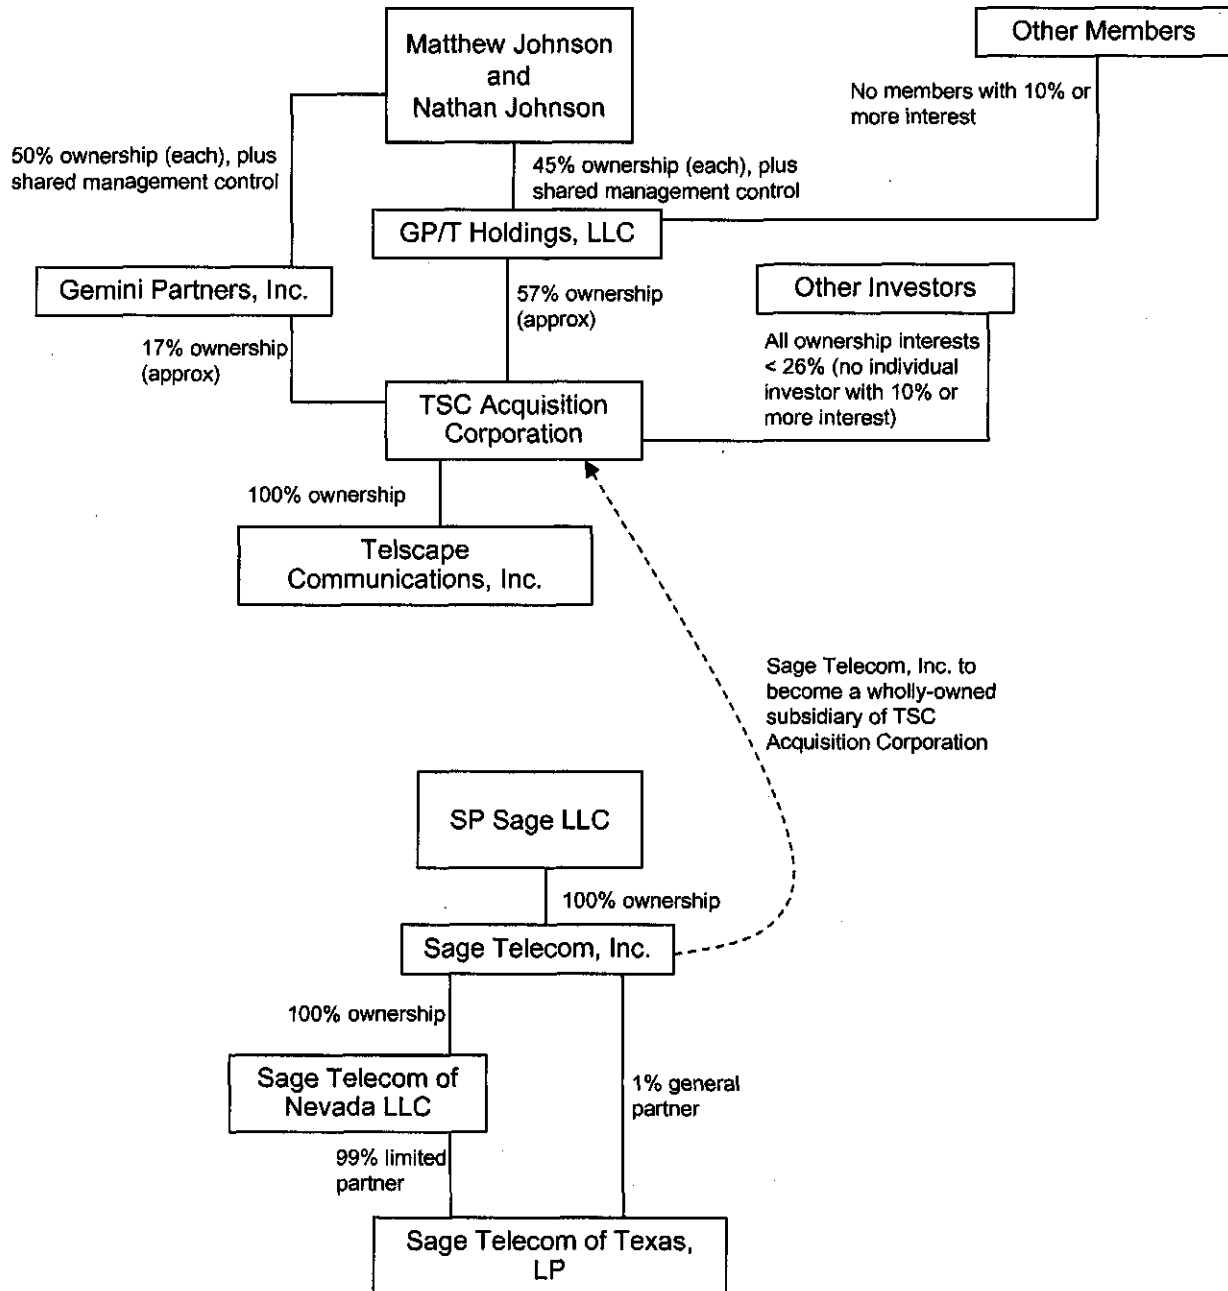 Matthew Johnson
and
Nathan Johnson
Other Members
No members with 10% or
more interest
50% ownership (each), plus
shared management control
45% ownership (each), plus
shared management control
GP/T Holdings, LLC
Gemini Partners, Inc.
57% ownership
(approx)
Other Investors
17% ownership
(approx)
All ownership interests
< 26% (no individual
investor with 10% or
more interest)
TSC Acquisition
Corporation
100% ownership
Telscape
Communications, Inc.
Sage Telecom, Inc. to
become a wholly-owned
subsidiary of TSC
Acquisition Corporation
SP Sage LLC
100% ownership
Sage Telecom, Inc.
100% ownership
Sage Telecom of
Nevada LLC
1% general
partner
99% limited
partner
Sage Telecom of Texas,
LP